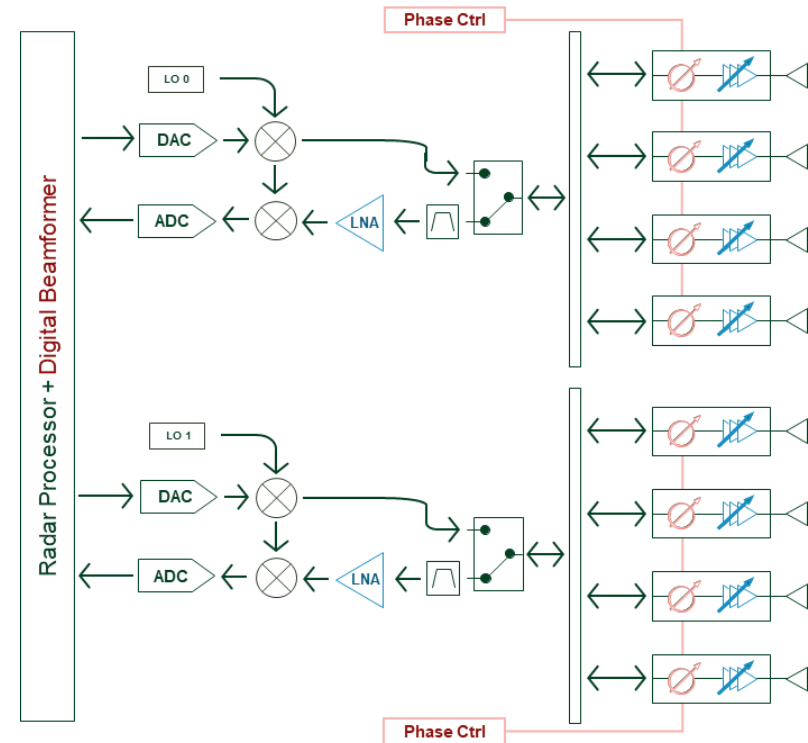 Phase Ctrl
LO 0
DAC
ADC
LNA
Radar Processor + Digital Beamformer
LO 1
DAC
ADC
LNA
Phase Ctrl